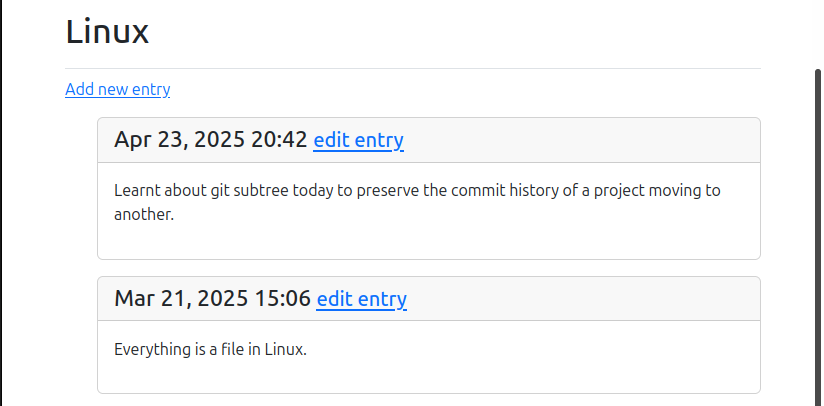 Linux
Add new entry
Apr 23, 2025 20:42 edit entry
Learnt about git subtree today to preserve the commit history of a project moving to
another.
Mar 21, 2025 15:06 edit entry
Everything is a file in Linux.